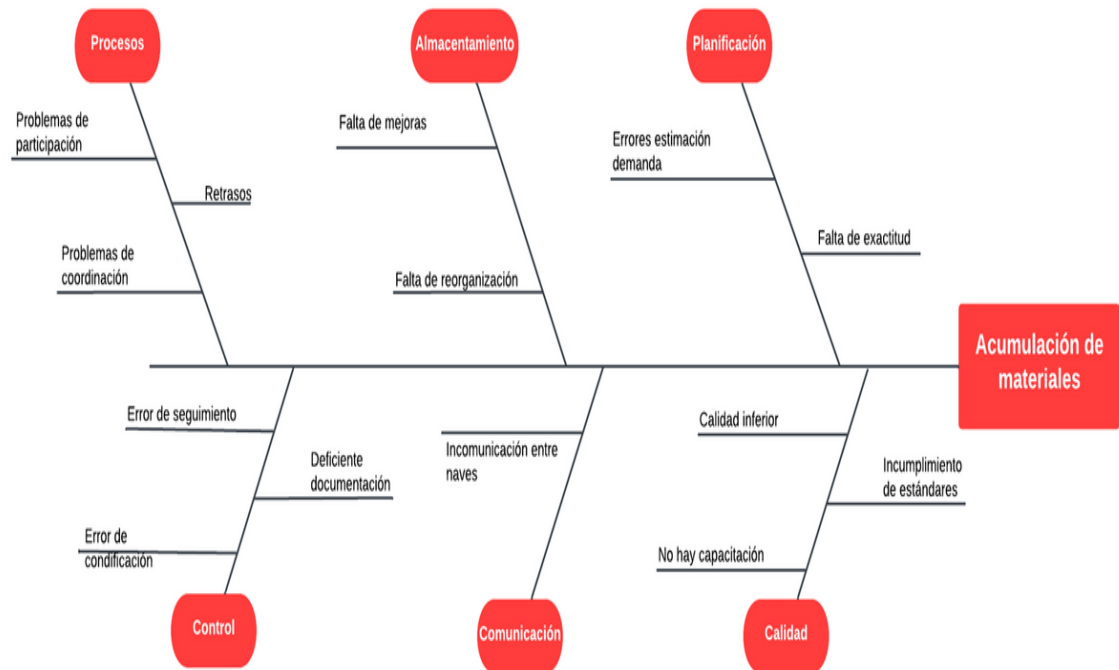 Procesos
Almacentamiento
Planificación
Problemas de
participación
Retrasos
Problemas de
coordinación
Falta de mejoras
Falta de reorganización
Errores estimación
demanda
Falta de exactitud
Acumulación de
materiales
Error de seguimiento
Deficiente
documentación
Error de
condificación
Incomunicación entre
naves
Calidad inferior
Incumplimiento
de estándares
No hay capacitación
Control
Comunicación
Calidad